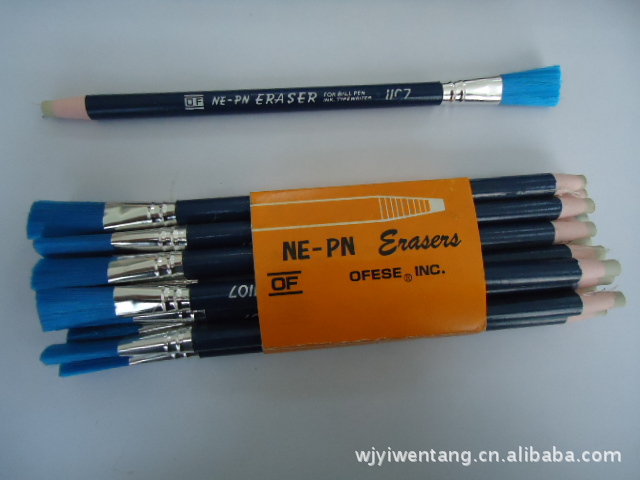 OF NE-PN ERASER FOR BALL PEN
INK, TYPEWRITER
NE-PN Erasers
OF
OFESE® INC.
wjyiwentang.cn.alibaba.com